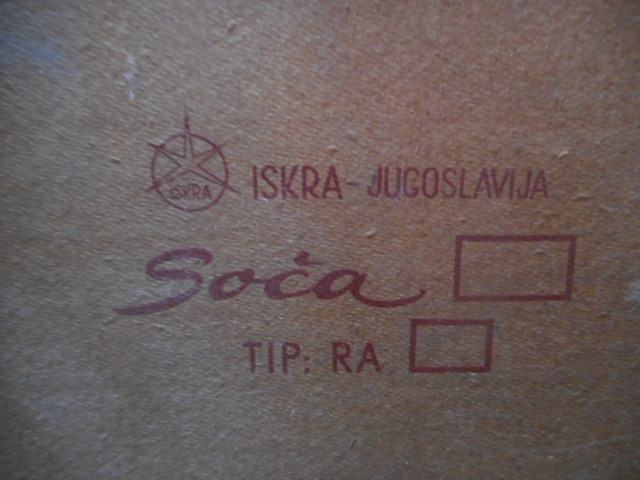 ISKRA
ISKRA - JUGOSLAVIJA
Soča
TIP: RA